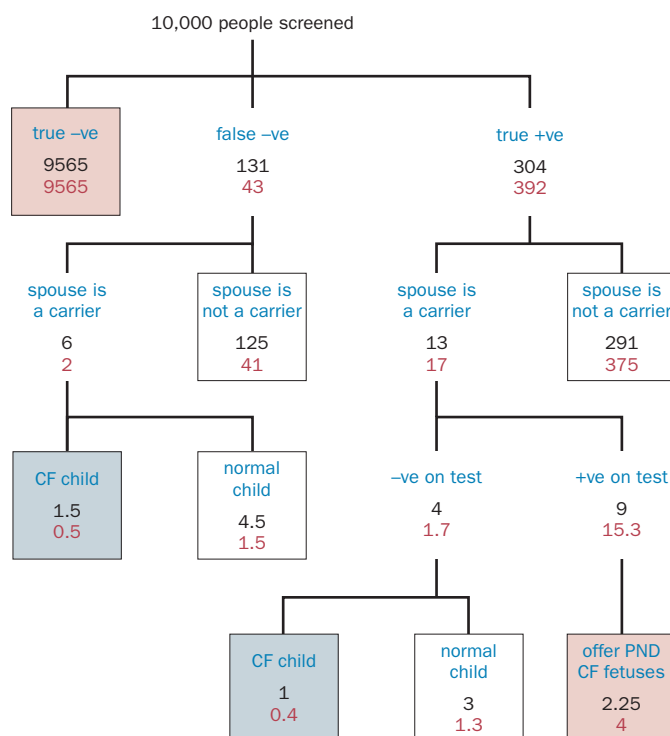 10,000 people screened
true –ve
9565
9565
false –ve
131
43
true +ve
304
392
spouse is
a carrier
6
2
spouse is
not a carrier
125
41
spouse is
a carrier
13
17
spouse is
not a carrier
291
375
CF child
1.5
0.5
normal
child
4.5
1.5
–ve on test
4
1.7
+ve on test
9
15.3
CF child
1
0.4
normal
child
3
1.3
offer PND
CF fetuses
2.25
4